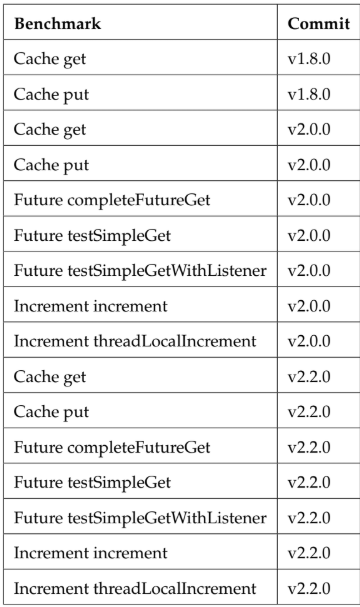 Benchmark Commit
Cache get v1.8.0
Cache put v1.8.0
Cache get v2.0.0
Cache put v2.0.0
Future completeFutureGet v2.0.0
Future testSimpleGet v2.0.0
Future testSimpleGetWithListener v2.0.0
Increment increment v2.0.0
Increment threadLocalIncrement v2.0.0
Cache get v2.2.0
Cache put v2.2.0
Future completeFutureGet v2.2.0
Future testSimpleGet v2.2.0
Future testSimpleGetWithListener v2.2.0
Increment increment v2.2.0
Increment threadLocalIncrement v2.2.0